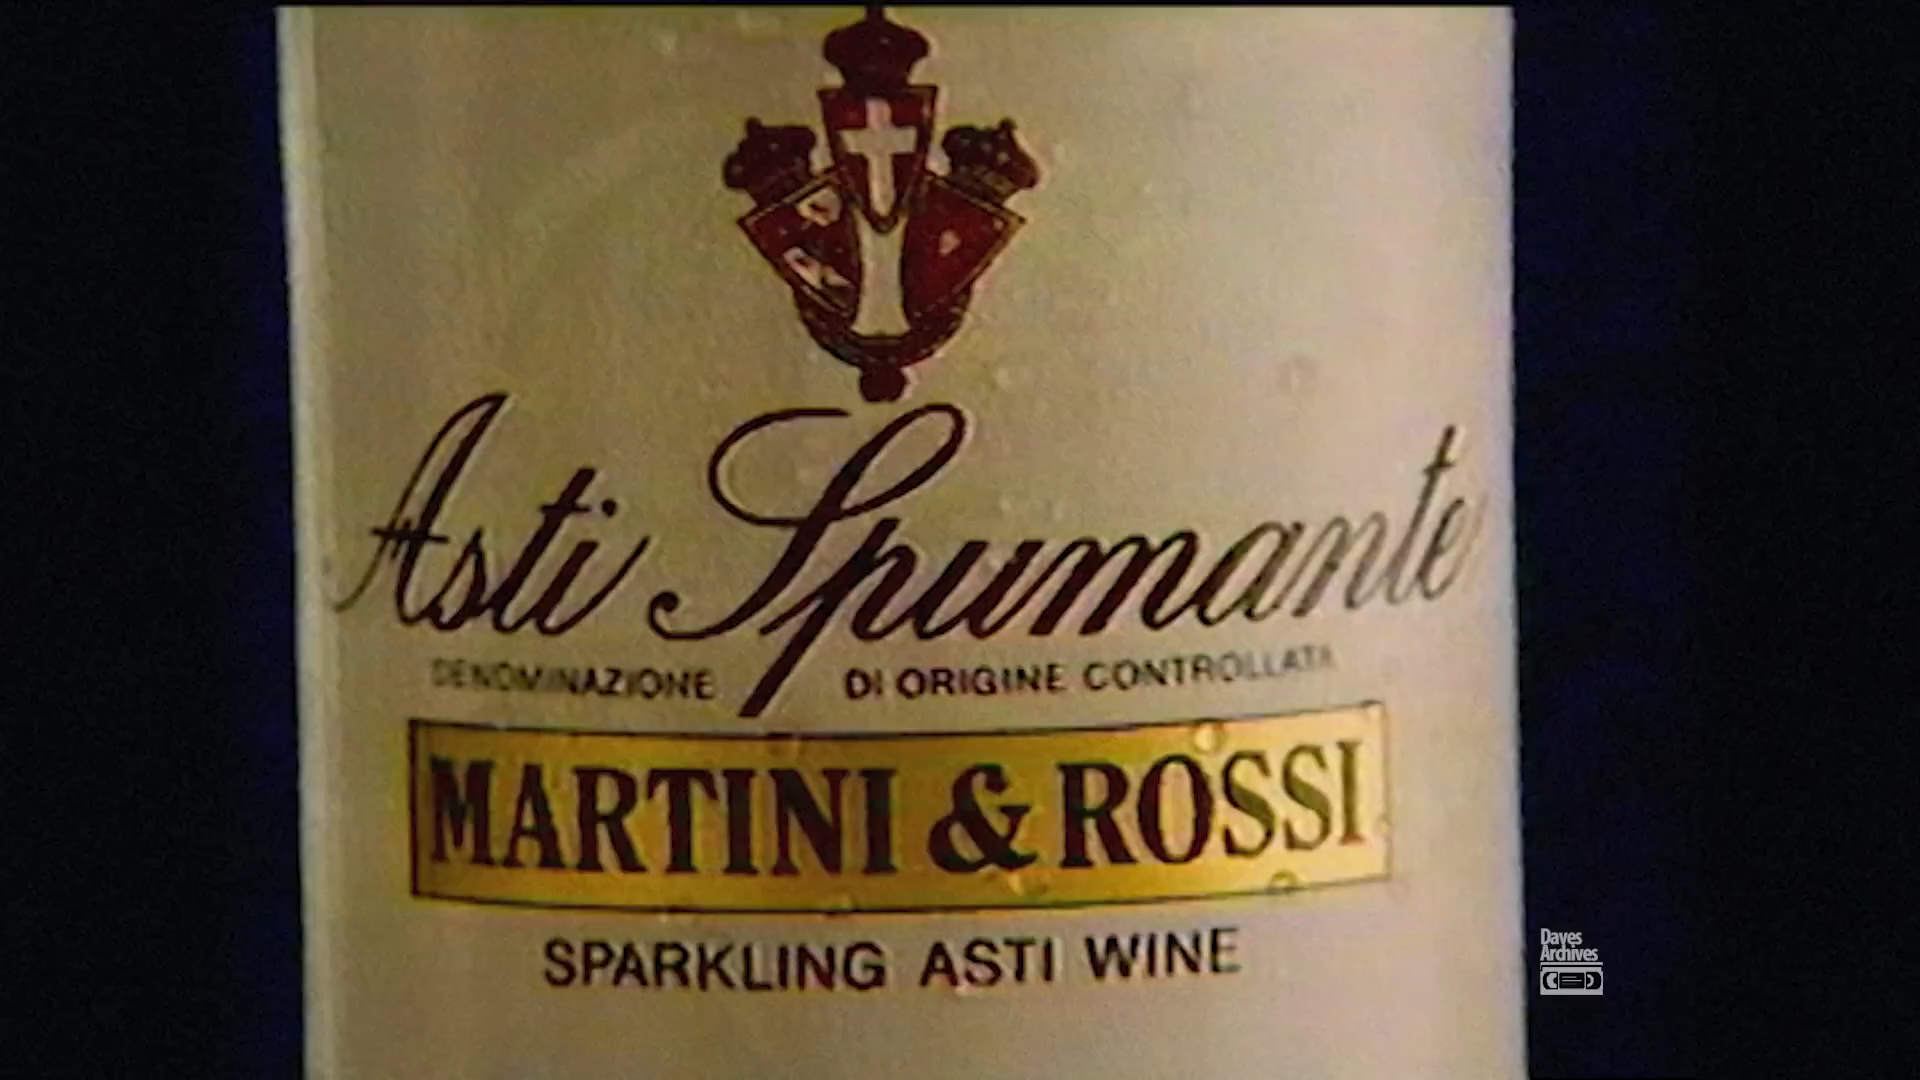 Asti Spumante
DENOMINAZIONE DI ORIGINE CONTROLLATA
MARTINI & ROSSI
SPARKLING ASTI WINE
Daves
Archives